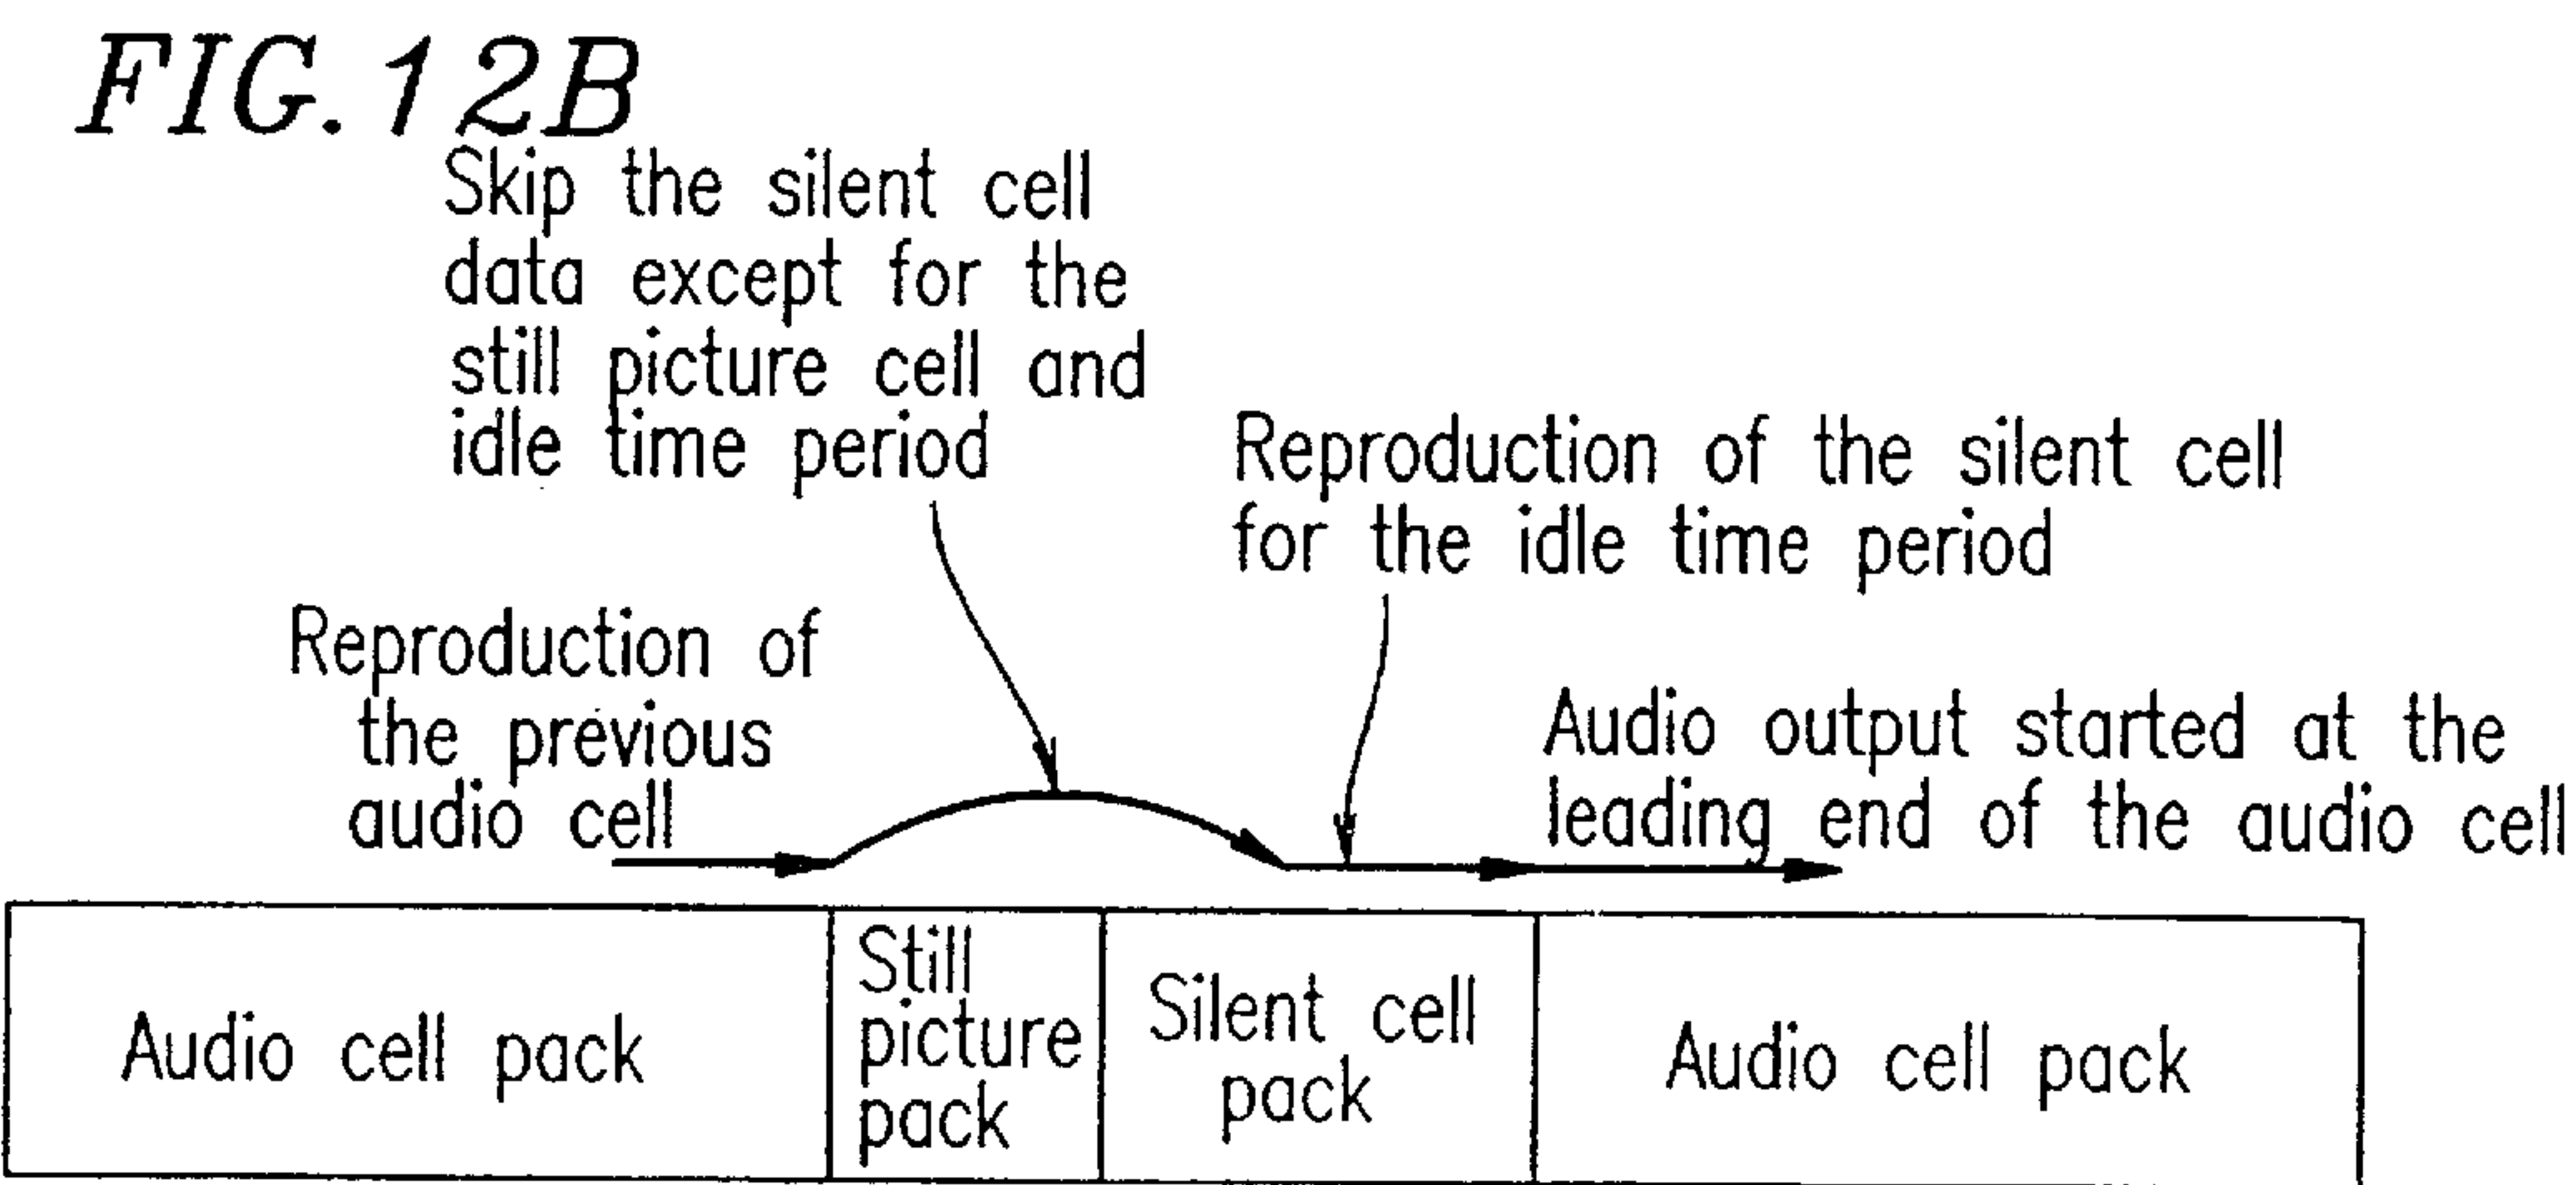 FIG. 12B
Skip the silent cell
data except for the
still picture cell and
idle time period
Reproduction of the silent cell
for the idle time period
Reproduction of
the previous
audio cell
Audio output started at the
leading end of the audio cell
Audio cell pack
Still
picture
pack
Silent cell
pack
Audio cell pack